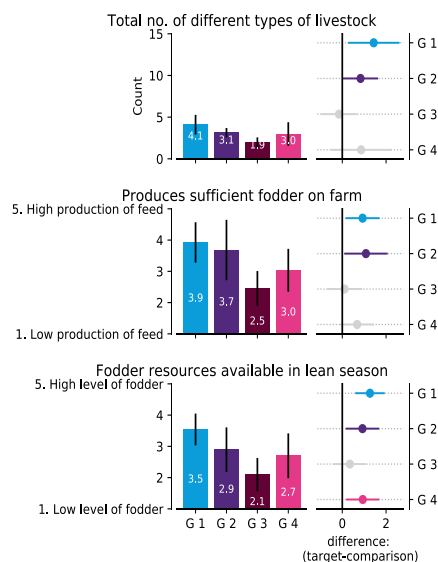 Total no. of different types of livestock
15
10
5
0
Count
4.1
3.1
1.9
3.0
G 1
G 2
G 3
G 4
Produces sufficient fodder on farm
5. High production of feed
4
3
2
1. Low production of feed
3.9
3.7
2.5
3.0
G 1
G 2
G 3
G 4
Fodder resources available in lean season
5. High level of fodder
4
3
2
1. Low level of fodder
3.5
2.9
2.1
2.7
G 1
G 2
G 3
G 4
G 1 G 2 G 3 G 4
0 2
difference:
(target-comparison)